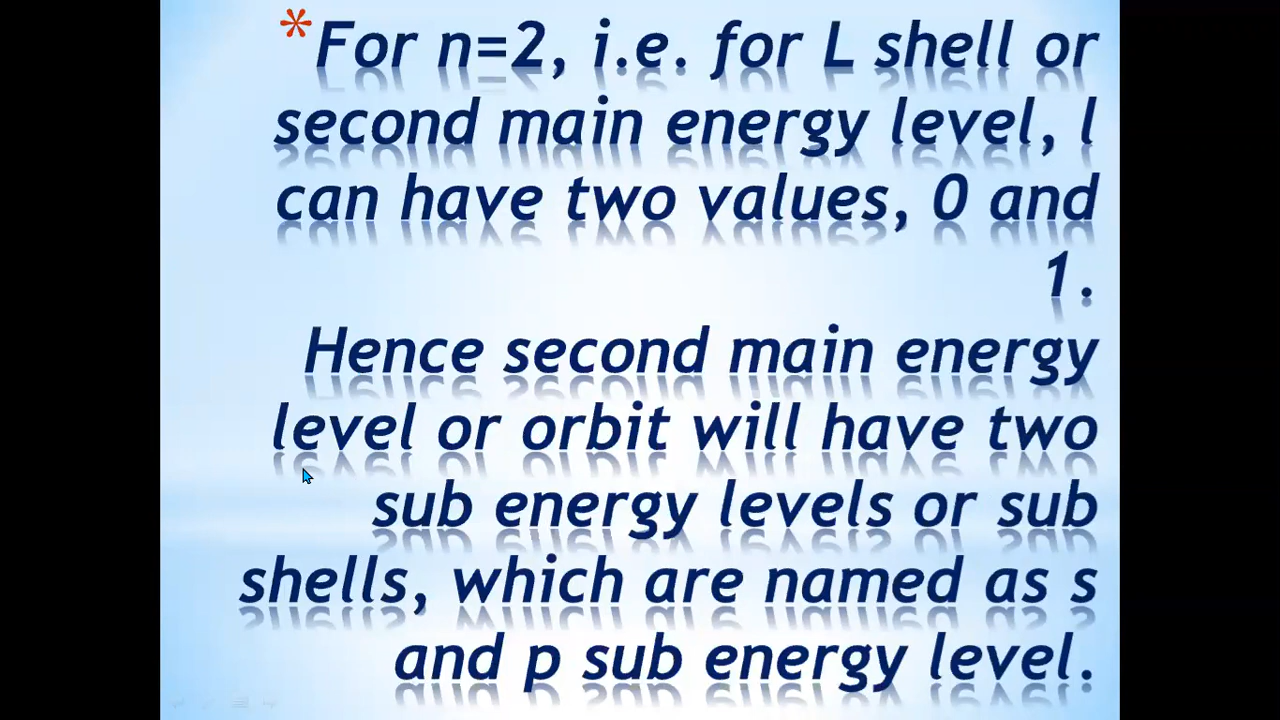 *For n=2, i.e. for L shell or
second main energy level, l
can have two values, 0 and
1.
Hence second main energy
level or orbit will have two
sub energy levels or sub
shells, which are named as s
and p sub energy level.